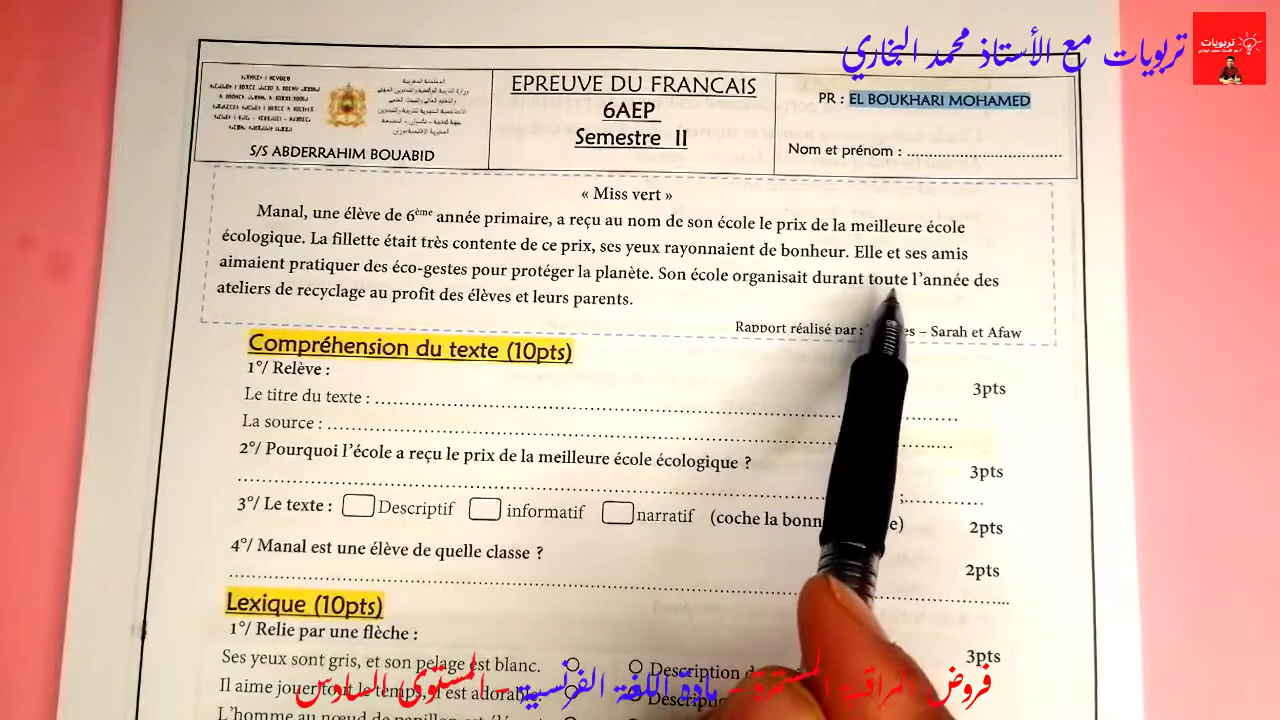 تربويات مع الأستاذ محمد البخاري
تربويات
EPREUVE DU FRANCAIS
6AEP
Semestre II
PR : EL BOUKHARI MOHAMED
Nom et prénom : ......................................
S/S ABDERRAHIM BOUABID
« Miss vert »
Manal, une élève de 6ème année primaire, a reçu au nom de son école le prix de la meilleure école
écologique. La fillette était très contente de ce prix, ses yeux rayonnaient de bonheur. Elle et ses amis
aimaient pratiquer des éco-gestes pour protéger la planète. Son école organisait durant toute l'année des
ateliers de recyclage au profit des élèves et leurs parents.
Rapport réalisé par : – Sarah et Afaw
Compréhension du texte (10pts)
1°/ Relève : 3pts
Le titre du texte : ......................................
La source : ......................................
2°/ Pourquoi l'école a reçu le prix de la meilleure école écologique ? 3pts
3°/ Le texte : Descriptif informatif narratif (coche la 2pts
4°/ Manal est une élève de quelle classe ? 2pts
Lexique (10pts)
1°/ Relie par une flèche : 3pts
Ses yeux sont gris, et son pelage est blanc. Description
Il aime jouer tout le temps, il est adorable.
L'homme au nœud de papillon
فروض المراقبة المستمرة - مادة اللغة الفرنسية - المستوى السادس